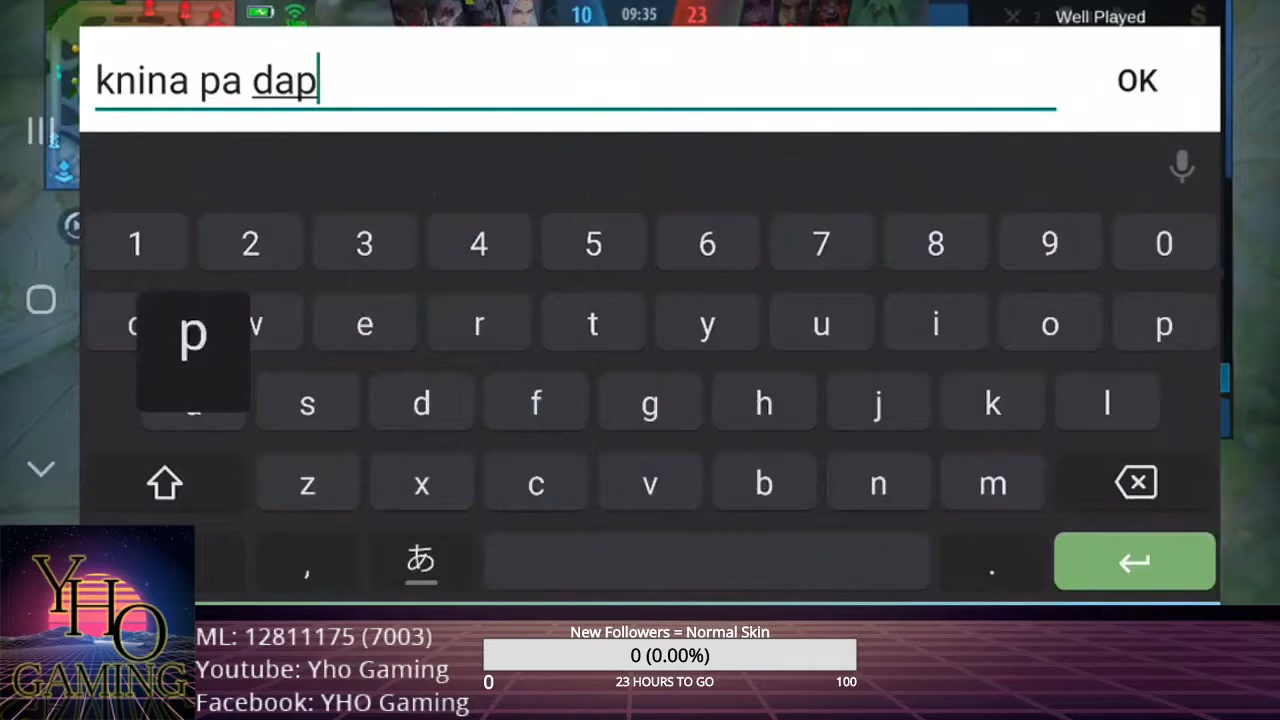 10 09:35 23
Well Played
knina pa dap
OK
1 2 3 4 5 6 7 8 9 0
w e r t y u i o p
p
s d f g h j k l
z x c v b n m
, あ .
YHO
GAMING
ML: 12811175 (7003)
Youtube: Yho Gaming
Facebook: YHO Gaming
New Followers = Normal Skin
0 (0.00%)
0 23 HOURS TO GO 100